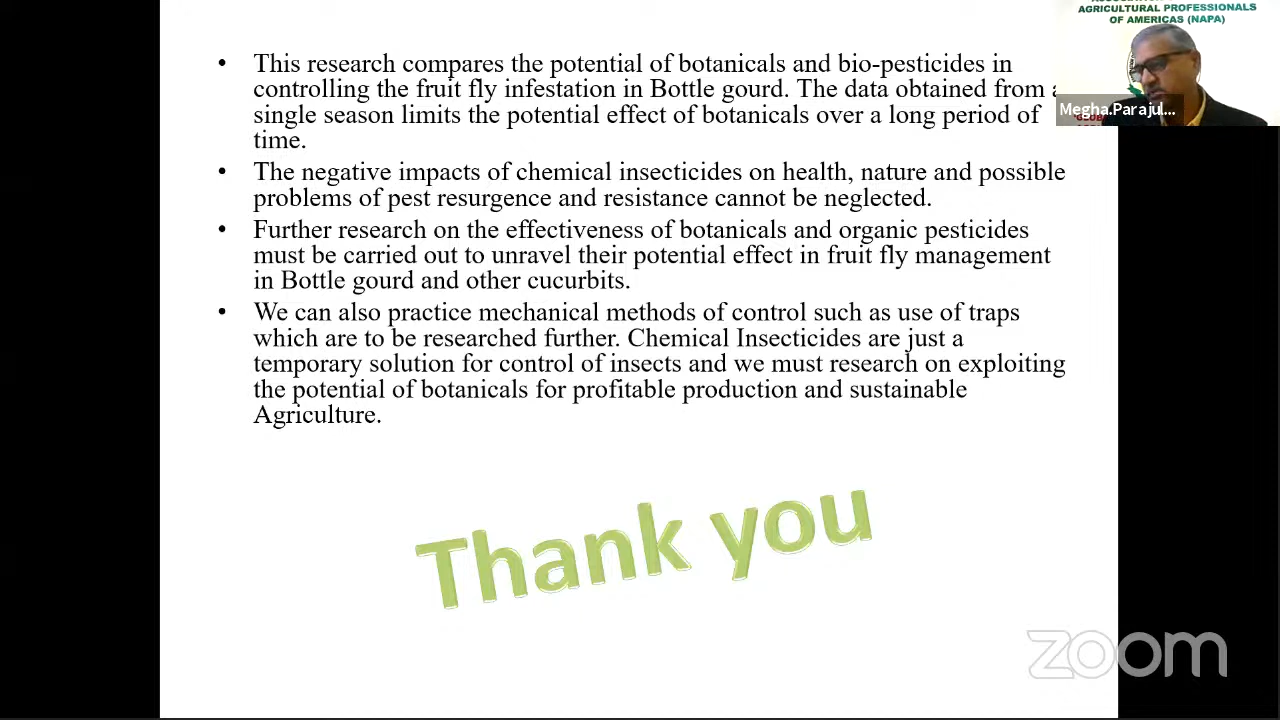 • This research compares the potential of botanicals and bio-pesticides in
controlling the fruit fly infestation in Bottle gourd. The data obtained from a
single season limits the potential effect of botanicals over a long period of
time.
• The negative impacts of chemical insecticides on health, nature and possible
problems of pest resurgence and resistance cannot be neglected.
• Further research on the effectiveness of botanicals and organic pesticides
must be carried out to unravel their potential effect in fruit fly management
in Bottle gourd and other cucurbits.
• We can also practice mechanical methods of control such as use of traps
which are to be researched further. Chemical Insecticides are just a
temporary solution for control of insects and we must research on exploiting
the potential of botanicals for profitable production and sustainable
Agriculture.
Thank you
AGRICULTURAL PROFESSIONALS
OF AMERICAS (NAPA)
Megha.Parajul...
zoom